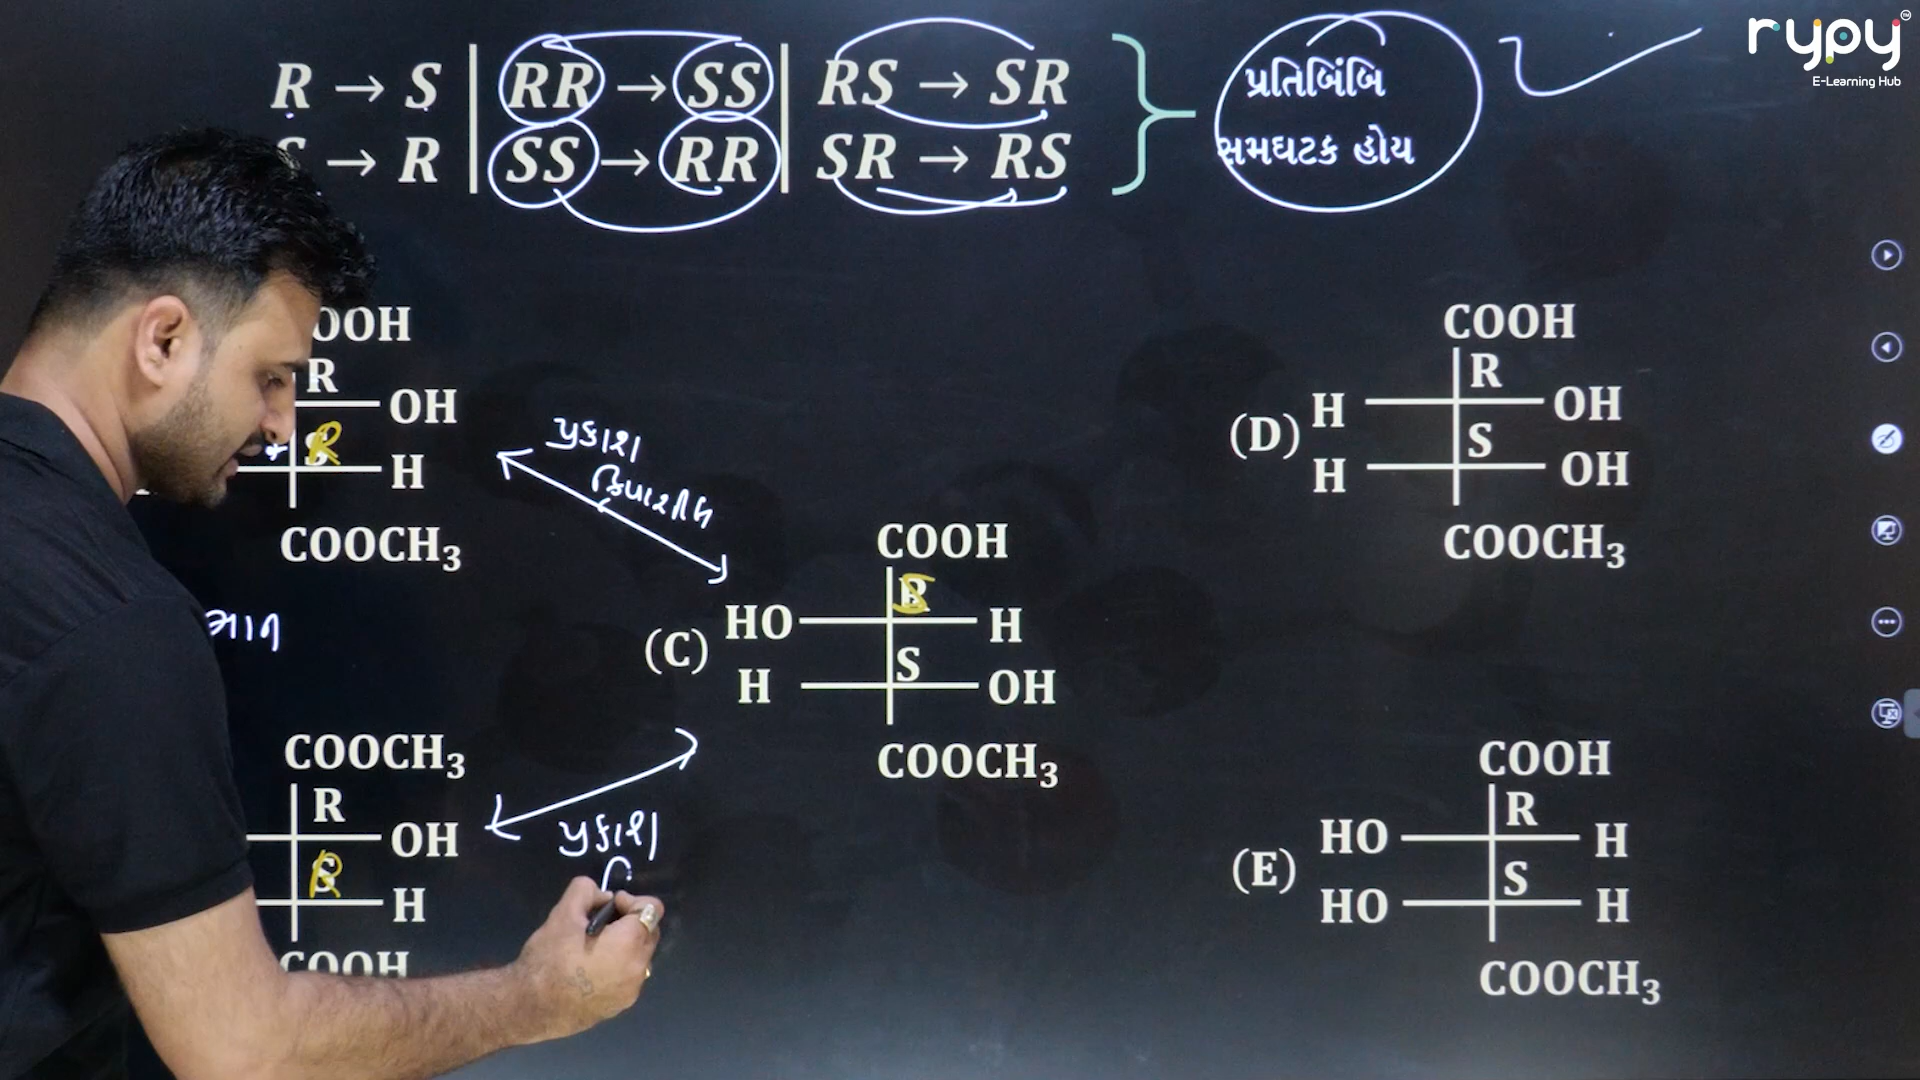 rypy
E-Learning Hub
R → S | RR → SS | RS → SR
→ R | SS → RR | SR → RS
પ્રતિબિંબિ
સમઘટક હોય
OOH
R
OH
R
H
COOCH₃
પ્રકાશ
ક્રિયાશીલ
માન
COOCH₃
R
OH
R
H
COOH
પ્રકાશ
(C)
COOH
S
HO H
S
H OH
COOCH₃
(D)
COOH
R
H OH
S
H OH
COOCH₃
(E)
COOH
R
HO H
S
HO H
COOCH₃